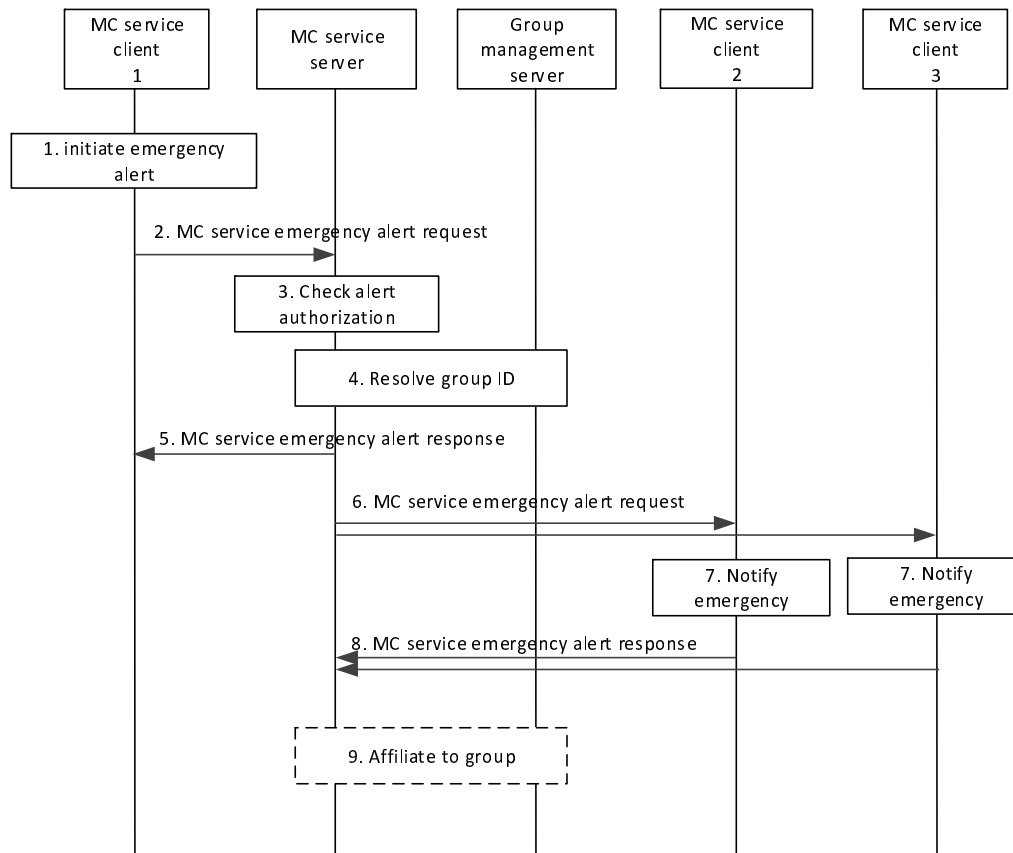 MC service
client
1
MC service
server
Group
management
server
MC service
client
2
MC service
client
3
1. initiate emergency
alert
2. MC service emergency alert request
3. Check alert
authorization
4. Resolve group ID
5. MC service emergency alert response
6. MC service emergency alert request
7. Notify
emergency
7. Notify
emergency
8. MC service emergency alert response
9. Affiliate to group